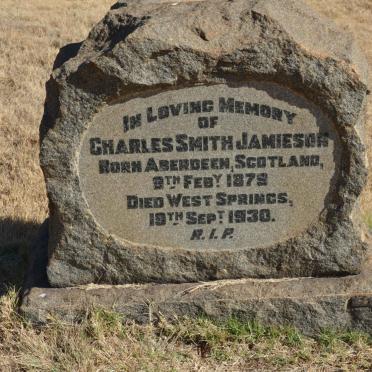 In Loving Memory
of
Charles Smith Jamieson
Born Aberdeen, Scotland,
9th Feby 1879
Died West Springs,
19th Sept 1930.
R.I.P.